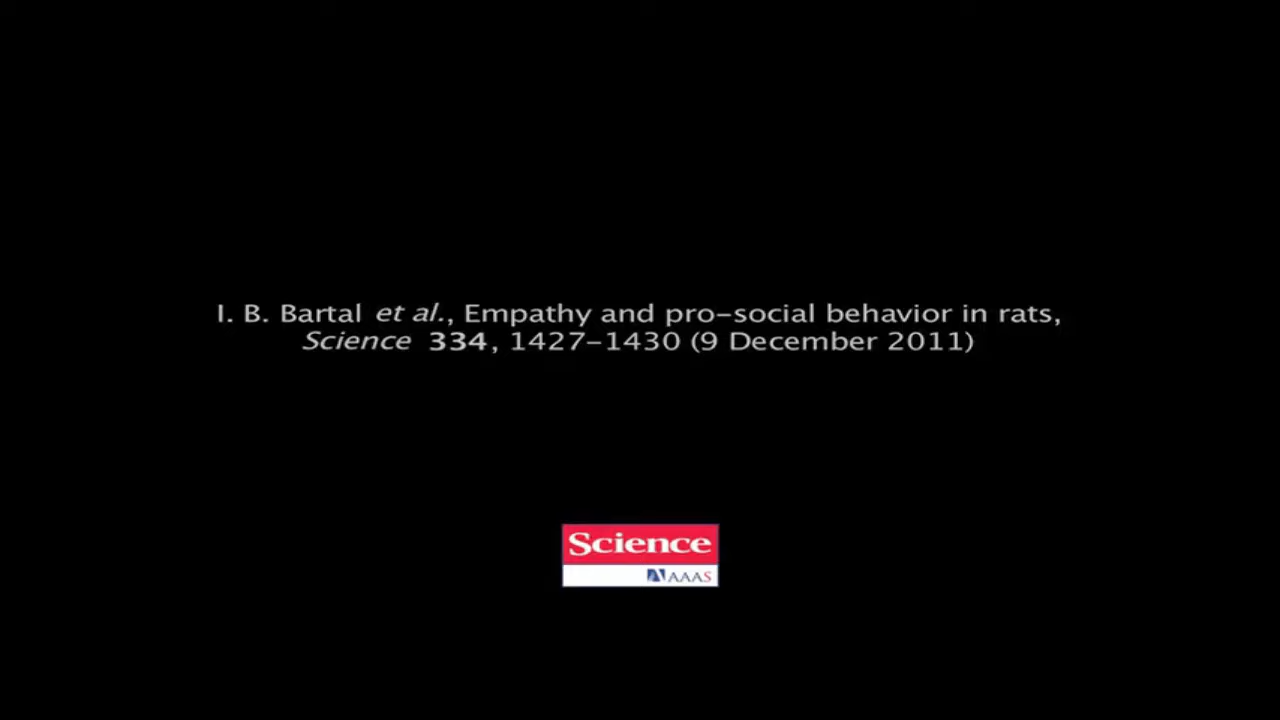 I. B. Bartal et al., Empathy and pro-social behavior in rats,
Science 334, 1427-1430 (9 December 2011)
Science
AAAS